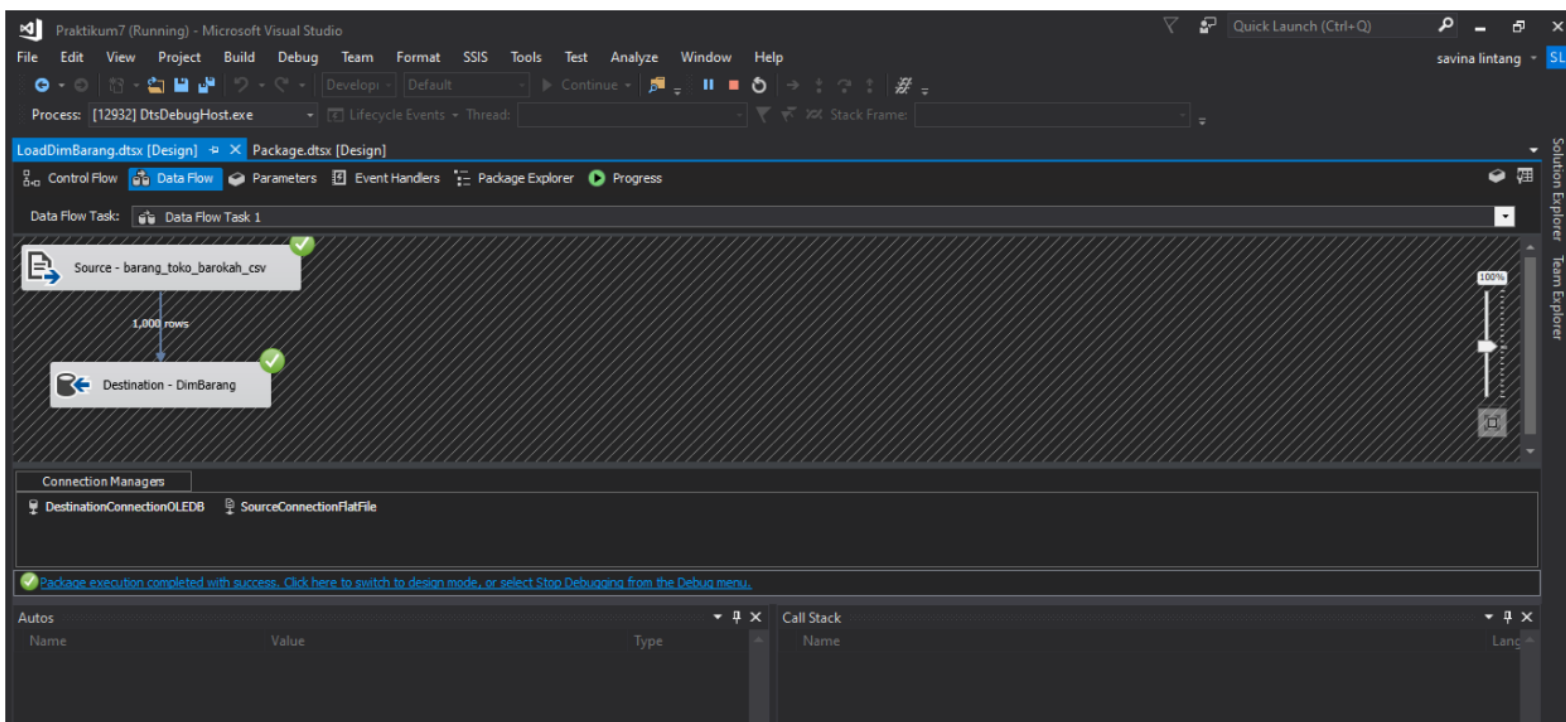 Praktikum7 (Running) - Microsoft Visual Studio
Quick Launch (Ctrl+Q)
File Edit View Project Build Debug Team Format SSIS Tools Test Analyze Window Help
savina lintang
SL
Develop Default Continue
Process: [12932] DtsDebugHost.exe Lifecycle Events Thread: Stack Frame:
LoadDimBarang.dtsx [Design] Package.dtsx [Design]
Control Flow Data Flow Parameters Event Handlers Package Explorer Progress
Data Flow Task: Data Flow Task 1
Source - barang_toko_barokah_csv
100%
1,000 rows
Destination - DimBarang
Connection Managers
DestinationConnectionOLEDB SourceConnectionFlatFile
Package execution completed with success. Click here to switch to design mode, or select Stop Debugging from the Debug menu.
Autos
Name Value Type
Call Stack
Name Lang
Solution Explorer
Team Explorer